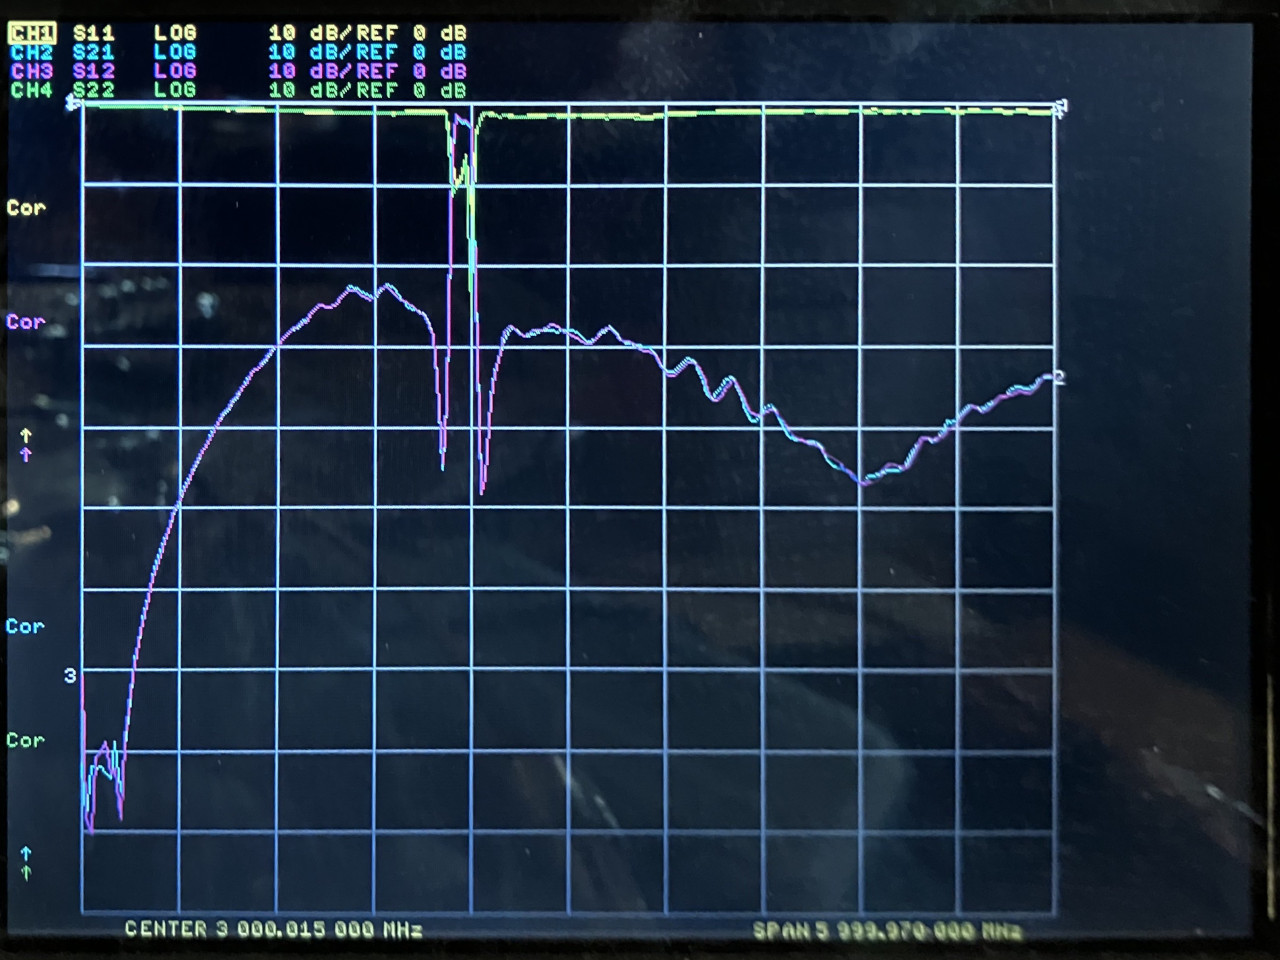 CH1 S11 LOG 10 dB/REF 0 dB
CH2 S21 LOG 10 dB/REF 0 dB
CH3 S12 LOG 10 dB/REF 0 dB
CH4 S22 LOG 10 dB/REF 0 dB
Cor
Cor
2
Cor
3
Cor
CENTER 3 000.015 000 MHz SPAN 5 999.970 000 MHz